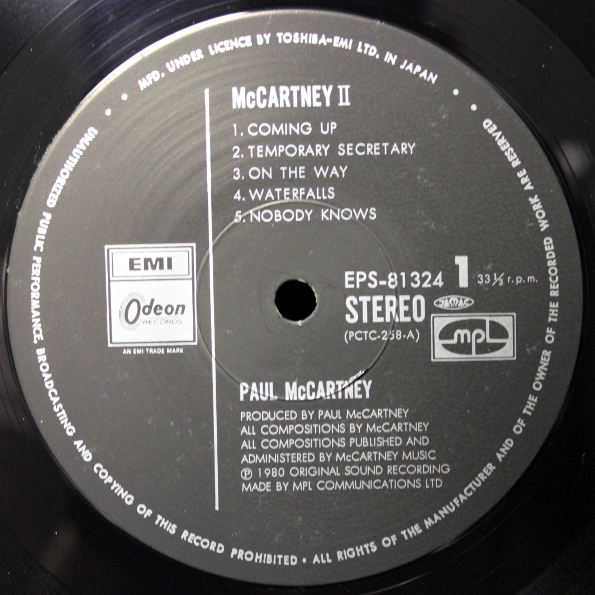 MFD. UNDER LICENCE BY TOSHIBA-EMI LTD. IN JAPAN
McCARTNEY II
1. COMING UP
2. TEMPORARY SECRETARY
3. ON THE WAY
4. WATERFALLS
5. NOBODY KNOWS
EMI
Odeon
RECORDS
AN EMI TRADE MARK
EPS-81324 1 33⅓ r.p.m.
STEREO JASRAC
(PCTC-258-A)
mpL
PAUL McCARTNEY
PRODUCED BY PAUL McCARTNEY
ALL COMPOSITIONS BY McCARTNEY
ALL COMPOSITIONS PUBLISHED AND
ADMINISTERED BY McCARTNEY MUSIC
℗ 1980 ORIGINAL SOUND RECORDING
MADE BY MPL COMMUNICATIONS LTD
UNAUTHORIZED PUBLIC PERFORMANCE, BROADCASTING AND COPYING OF THIS RECORD PROHIBITED • ALL RIGHTS OF THE MANUFACTURER AND OF THE OWNER OF THE RECORDED WORK ARE RESERVED